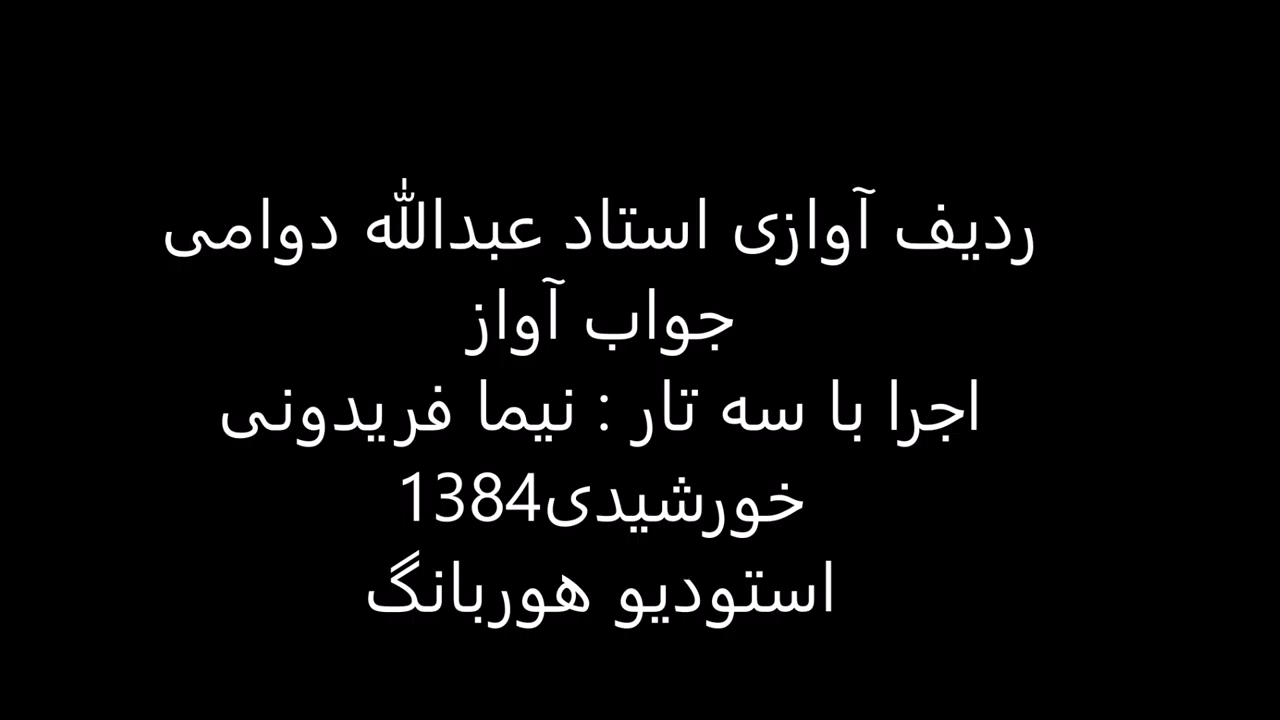 ردیف آوازی استاد عبدالله دوامی
جواب آواز
اجرا با سه تار : نیما فریدونی
خورشیدی1384
استودیو هوربانگ